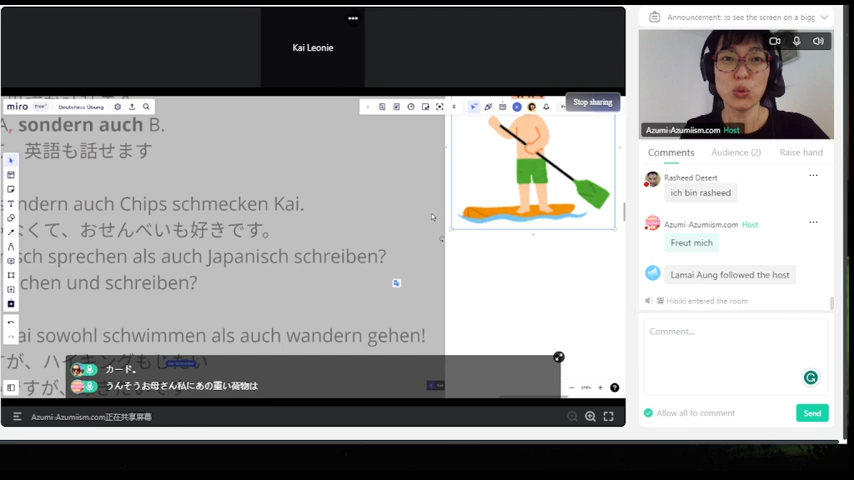 Kai Leonie
Announcement: to see the screen on a bigg
miro free
Deutsches Übung
Stop sharing
A, sondern auch B.
、英語も話せます
ndern auch Chips schmecken Kai.
なくて、おせんべいも好きです。
isch sprechen als auch Japanisch schreiben?
chen und schreiben?
ai sowohl schwimmen als auch wandern gehen!
すが、ハイキングもしたい
カード。
うんそうお母さん私にあの重い荷物は
Azumi-Azumiism.com正在共享屏幕
Azumi-Azumiism.com Host
Comments
Audience (2)
Raise hand
Rasheed Desert
ich bin rasheed
Azumi-Azumiism.com Host
Freut mich
Lamai Aung followed the host
Hibiki entered the room
Comment...
Allow all to comment
Send